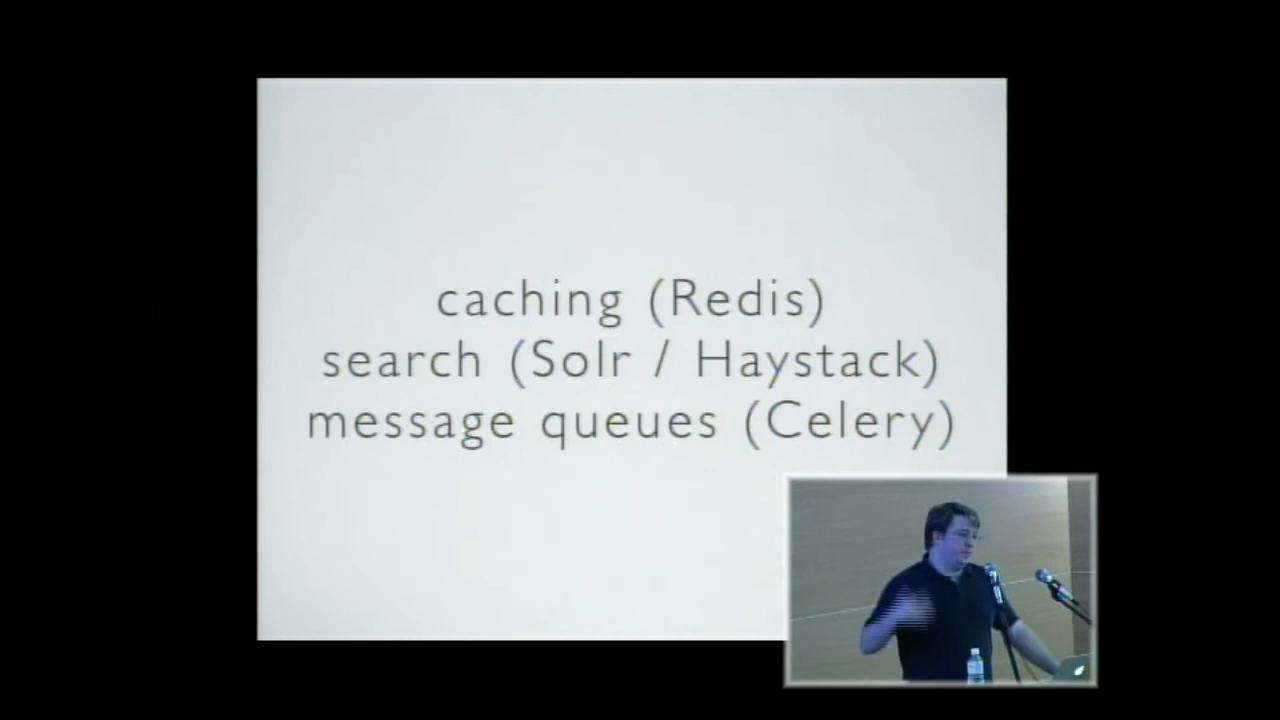 caching (Redis)
search (Solr / Haystack)
message queues (Celery)